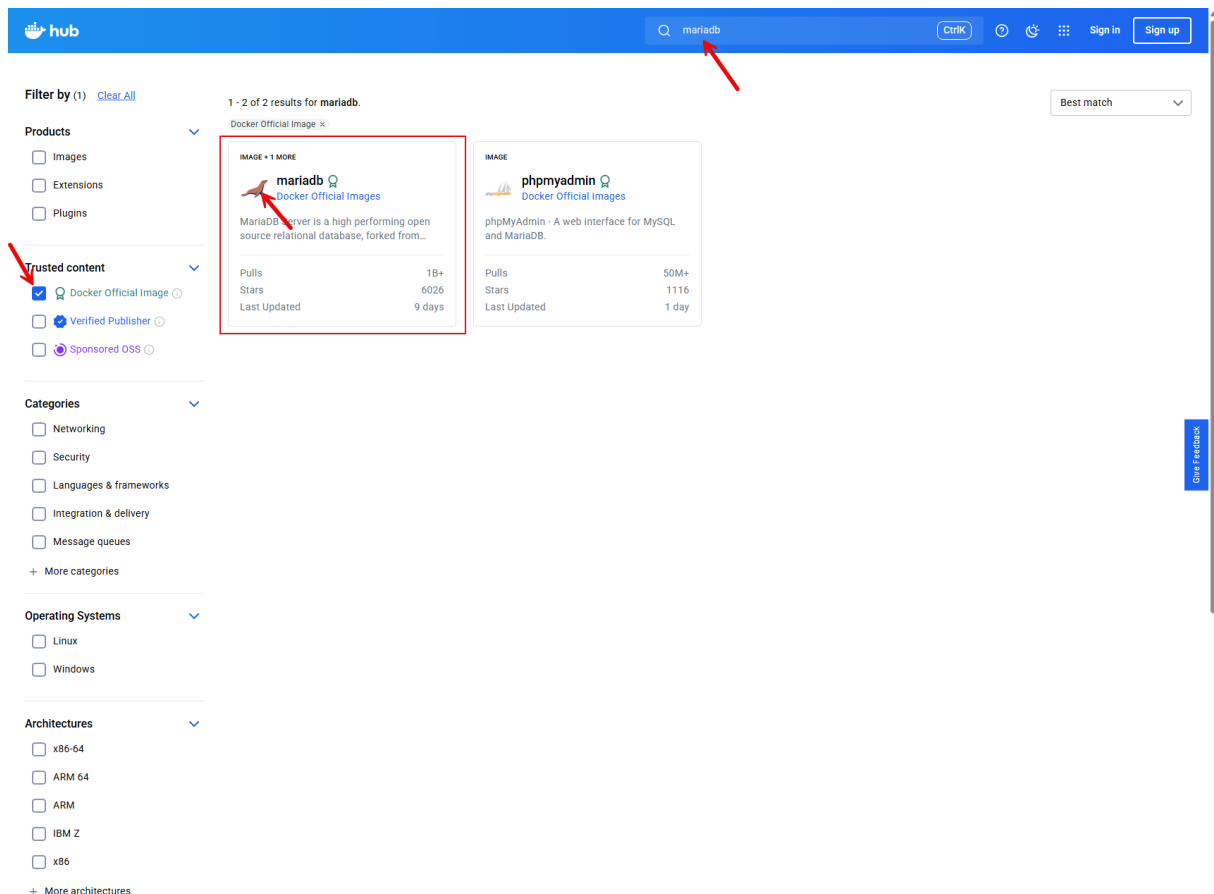 hub
mariadb
CtrlK
Sign in
Sign up
Filter by (1) Clear All
1 - 2 of 2 results for mariadb.
Best match
Docker Official Image ×
Products
Images
Extensions
Plugins
IMAGE + 1 MORE
mariadb
Docker Official Images
MariaDB Server is a high performing open
source relational database, forked from…
Pulls 1B+
Stars 6026
Last Updated 9 days
IMAGE
phpmyadmin
Docker Official Images
phpMyAdmin - A web interface for MySQL
and MariaDB.
Pulls 50M+
Stars 1116
Last Updated 1 day
Trusted content
Docker Official Image
Verified Publisher
Sponsored OSS
Categories
Networking
Security
Languages & frameworks
Integration & delivery
Message queues
+ More categories
Operating Systems
Linux
Windows
Architectures
x86-64
ARM 64
ARM
IBM Z
x86
+ More architectures
Give Feedback